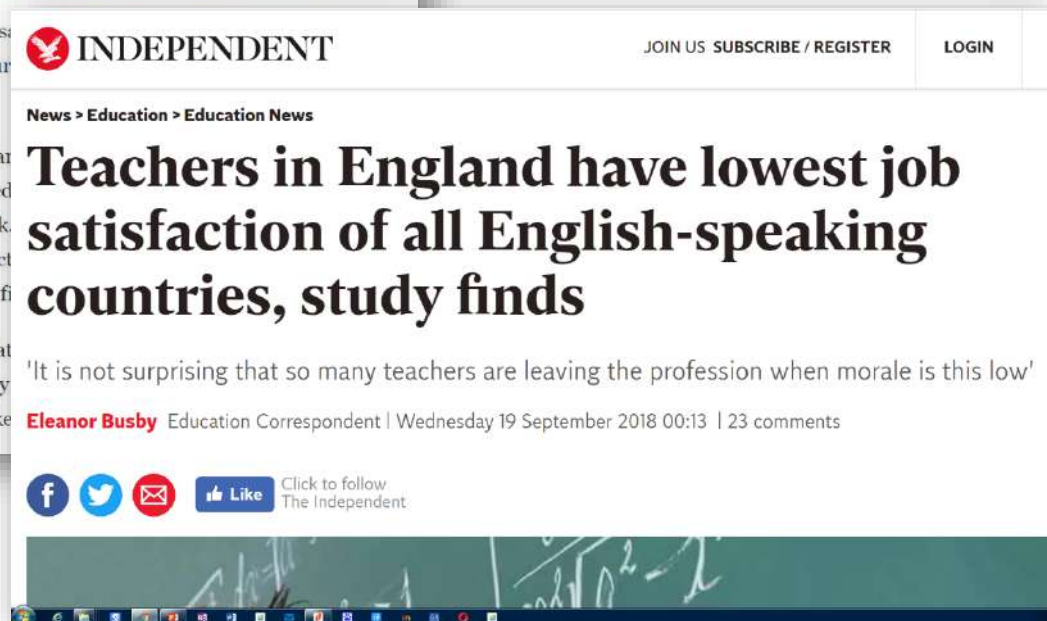 INDEPENDENT
JOIN US SUBSCRIBE / REGISTER
LOGIN
News > Education > Education News
Teachers in England have lowest job
satisfaction of all English-speaking
countries, study finds
'It is not surprising that so many teachers are leaving the profession when morale is this low'
Eleanor Busby Education Correspondent | Wednesday 19 September 2018 00:13 | 23 comments
f
Like
Click to follow
The Independent